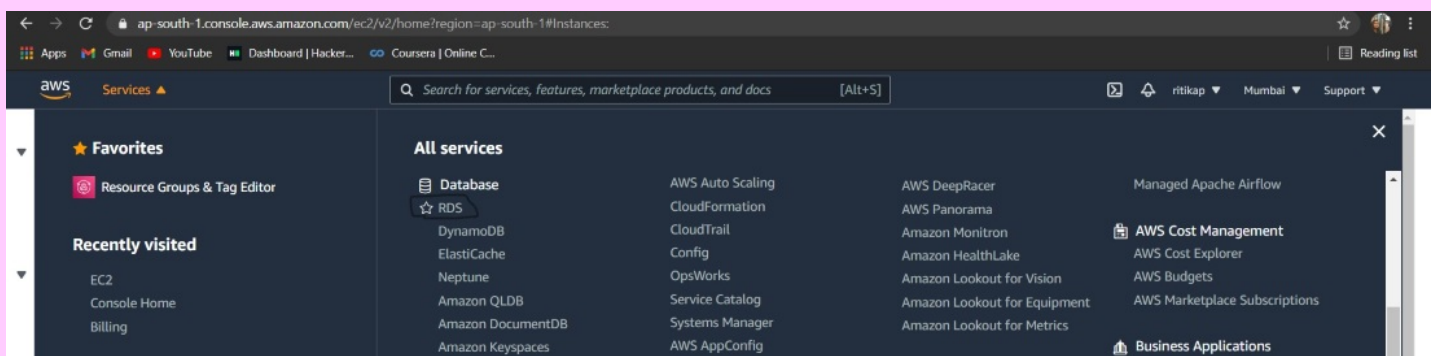 ap-south-1.console.aws.amazon.com/ec2/v2/home?region=ap-south-1#Instances:
Apps Gmail YouTube Dashboard | Hacker... Coursera | Online C... Reading list
aws Services Search for services, features, marketplace products, and docs [Alt+S] ritikap Mumbai Support
Favorites
Resource Groups & Tag Editor
Recently visited
EC2
Console Home
Billing
All services
Database
RDS
DynamoDB
ElastiCache
Neptune
Amazon QLDB
Amazon DocumentDB
Amazon Keyspaces
AWS Auto Scaling
CloudFormation
CloudTrail
Config
OpsWorks
Service Catalog
Systems Manager
AWS AppConfig
AWS DeepRacer
AWS Panorama
Amazon Monitron
Amazon HealthLake
Amazon Lookout for Vision
Amazon Lookout for Equipment
Amazon Lookout for Metrics
Managed Apache Airflow
AWS Cost Management
AWS Cost Explorer
AWS Budgets
AWS Marketplace Subscriptions
Business Applications